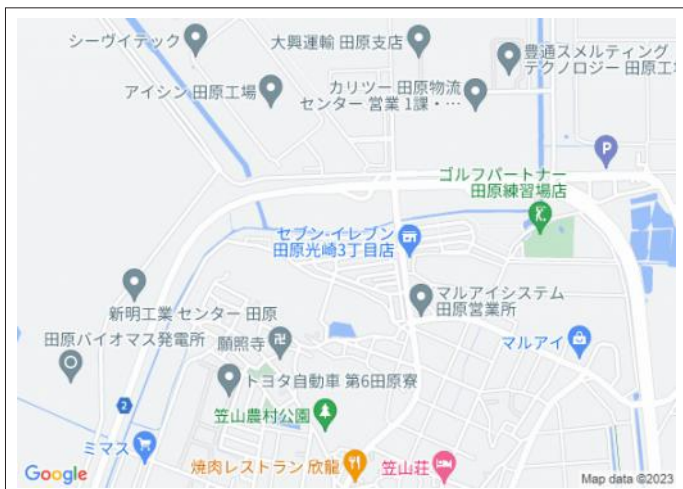 シーヴイテック
大興運輸 田原支店
豊通スメルティング
テクノロジー 田原工場
アイシン 田原工場
カリツー 田原物流
センター 営業 1課・…
P
ゴルフパートナー
田原練習場店
セブン-イレブン
田原光崎3丁目店
新明工業 センター 田原
マルアイシステム
田原営業所
田原バイオマス発電所
願照寺
マルアイ
トヨタ自動車 第6田原寮
2
笠山農村公園
ミマス
焼肉レストラン 欣龍
笠山荘
Google
Map data ©2023